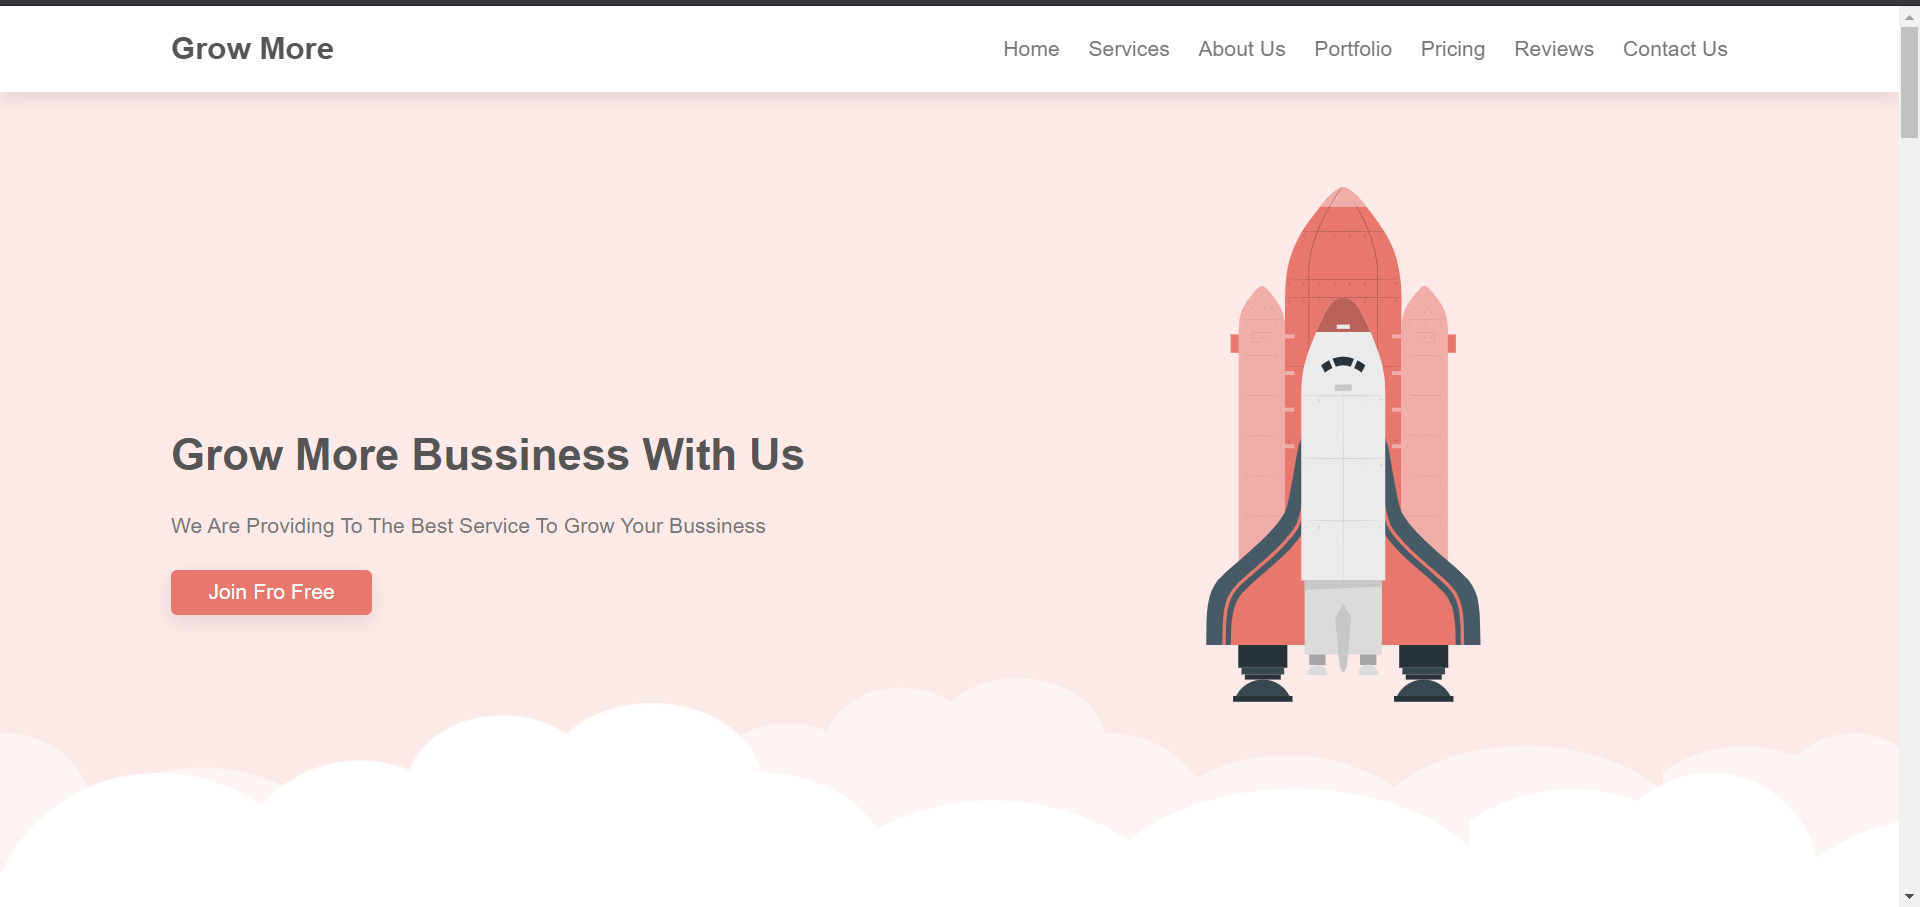 Grow More
Home Services About Us Portfolio Pricing Reviews Contact Us
Grow More Bussiness With Us
We Are Providing To The Best Service To Grow Your Bussiness
Join Fro Free